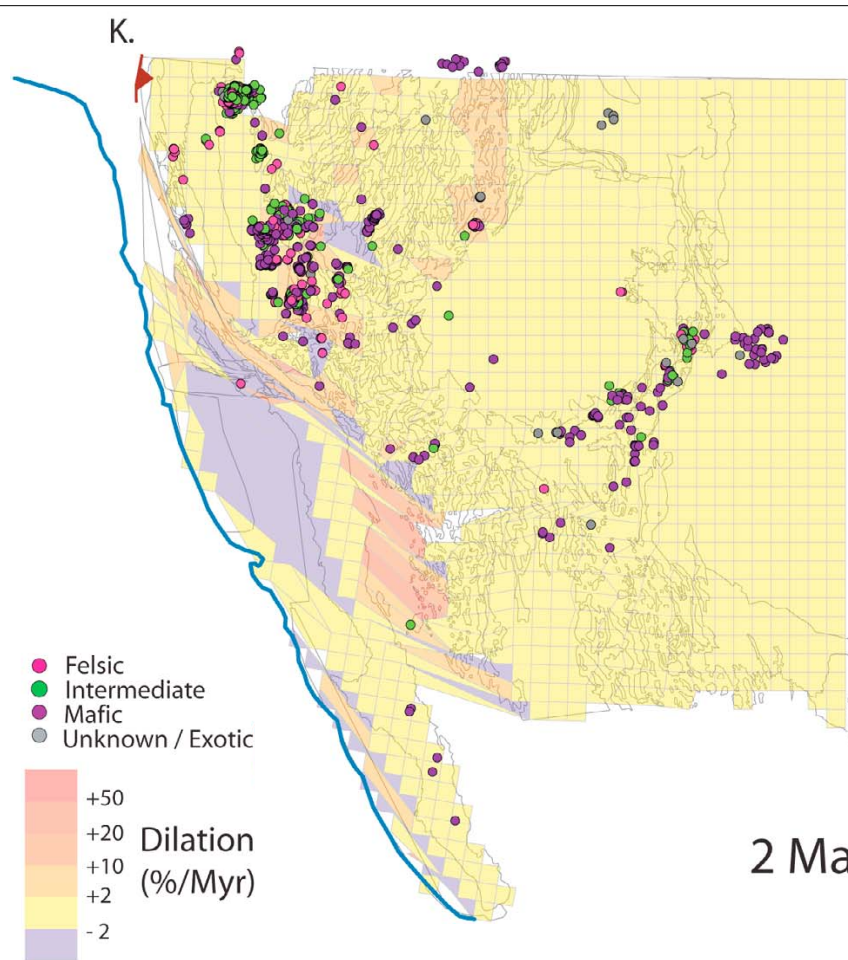 K.
Felsic
Intermediate
Mafic
Unknown / Exotic
+50
+20
+10
+2
- 2
Dilation
(%/Myr)
2 Ma